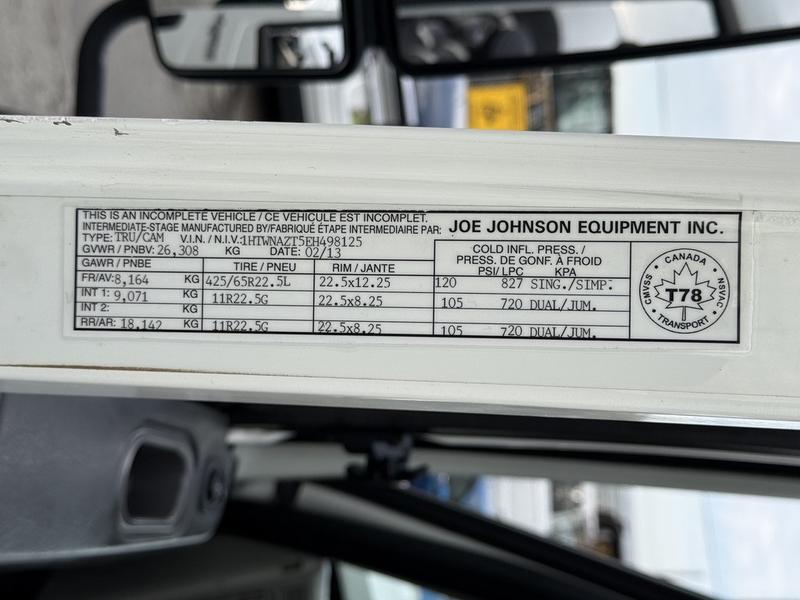 THIS IS AN INCOMPLETE VEHICLE / CE VEHICULE EST INCOMPLET.
INTERMEDIATE-STAGE MANUFACTURED BY/FABRIQUÉ ÉTAPE INTERMEDIAIRE PAR: JOE JOHNSON EQUIPMENT INC.
TYPE: TRU/CAM V.I.N. / N.I.V. 1HTWNAZT5EH498125
GVWR / PNBV: 26,308 KG DATE: 02/13
COLD INFL. PRESS. /
PRESS. DE GONF. À FROID
GAWR / PNBE TIRE / PNEU RIM / JANTE PSI/ LPC KPA
FR/AV: 8,164 KG 425/65R22.5L 22.5x12.25 120 827 SING./SIMP.
INT 1: 9,071 KG 11R22.5G 22.5x8.25 105 720 DUAL/JUM.
INT 2: KG
RR/AR: 18,142 KG 11R22.5G 22.5x8.25 105 720 DUAL/JUM.
CANADA
CMVSS T78 NSVAC
TRANSPORT